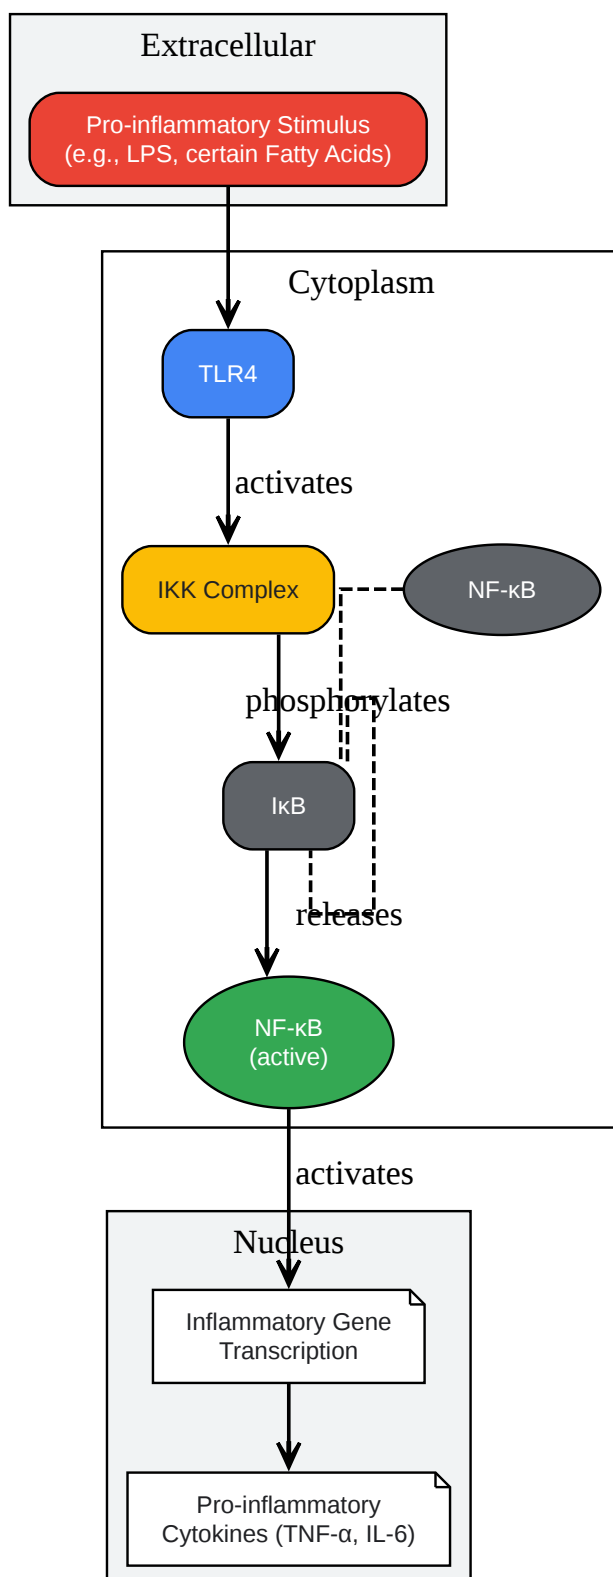 Extracellular
Pro-inflammatory Stimulus
(e.g., LPS, certain Fatty Acids)
Cytoplasm
TLR4
activates
IKK Complex
NF-κB
phosphorylates
IκB
releases
NF-κB
(active)
activates
Nucleus
Inflammatory Gene
Transcription
Pro-inflammatory
Cytokines (TNF-α, IL-6)